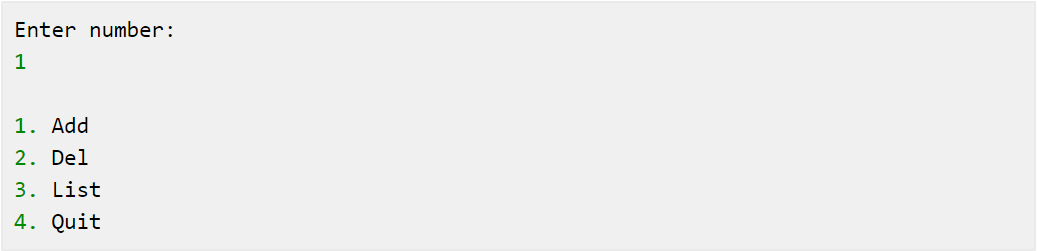 Enter number:
1
1. Add
2. Del
3. List
4. Quit